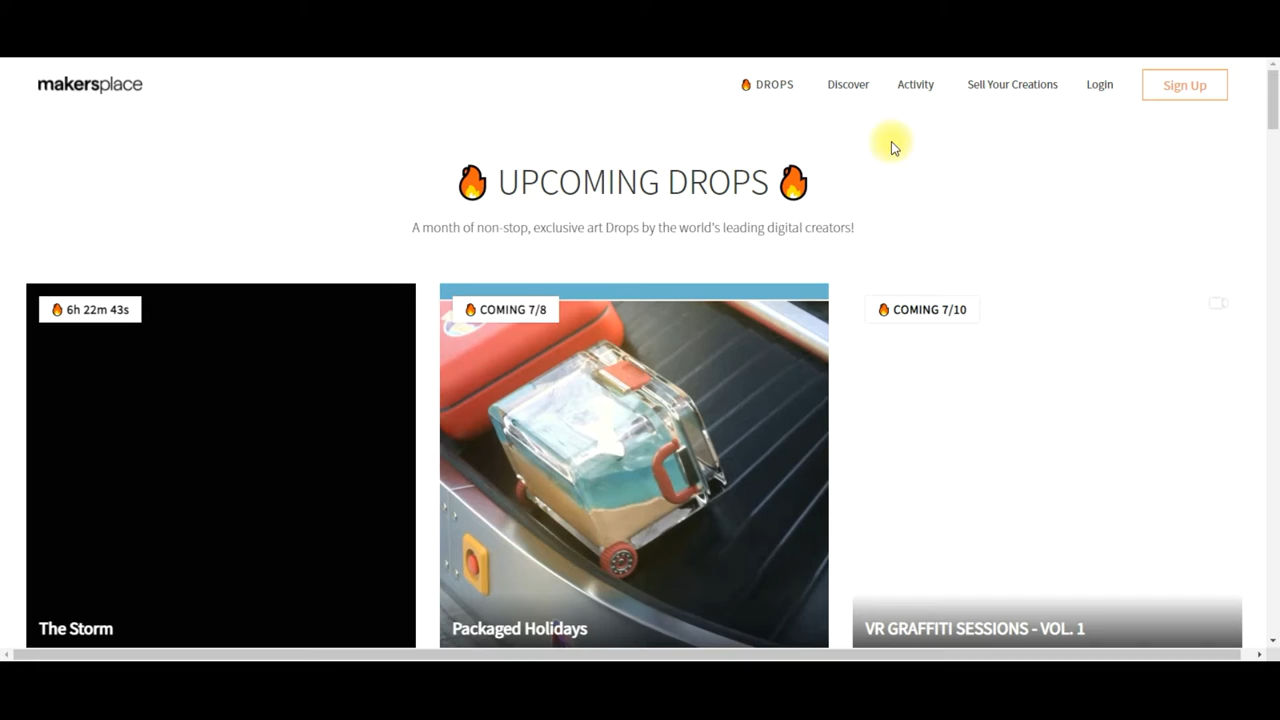 makersplace
🔥 DROPS
Discover
Activity
Sell Your Creations
Login
Sign Up
🔥 UPCOMING DROPS 🔥
A month of non-stop, exclusive art Drops by the world's leading digital creators!
🔥 6h 22m 43s
🔥 COMING 7/8
🔥 COMING 7/10
The Storm
Packaged Holidays
VR GRAFFITI SESSIONS - VOL. 1